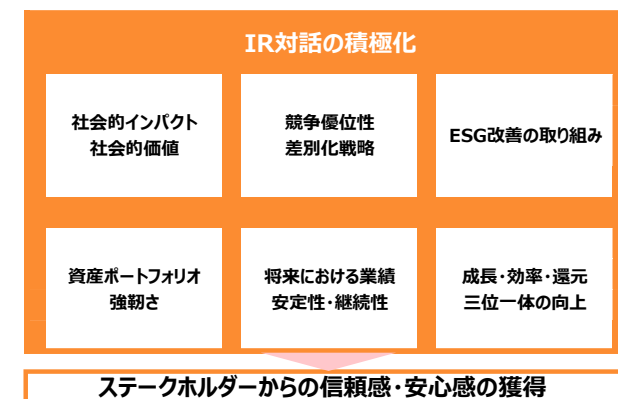 IR対話の積極化
社会的インパクト
社会的価値
競争優位性
差別化戦略
ESG改善の取り組み
資産ポートフォリオ
強靭さ
将来における業績
安定性・継続性
成長・効率・還元
三位一体の向上
ステークホルダーからの信頼感・安心感の獲得